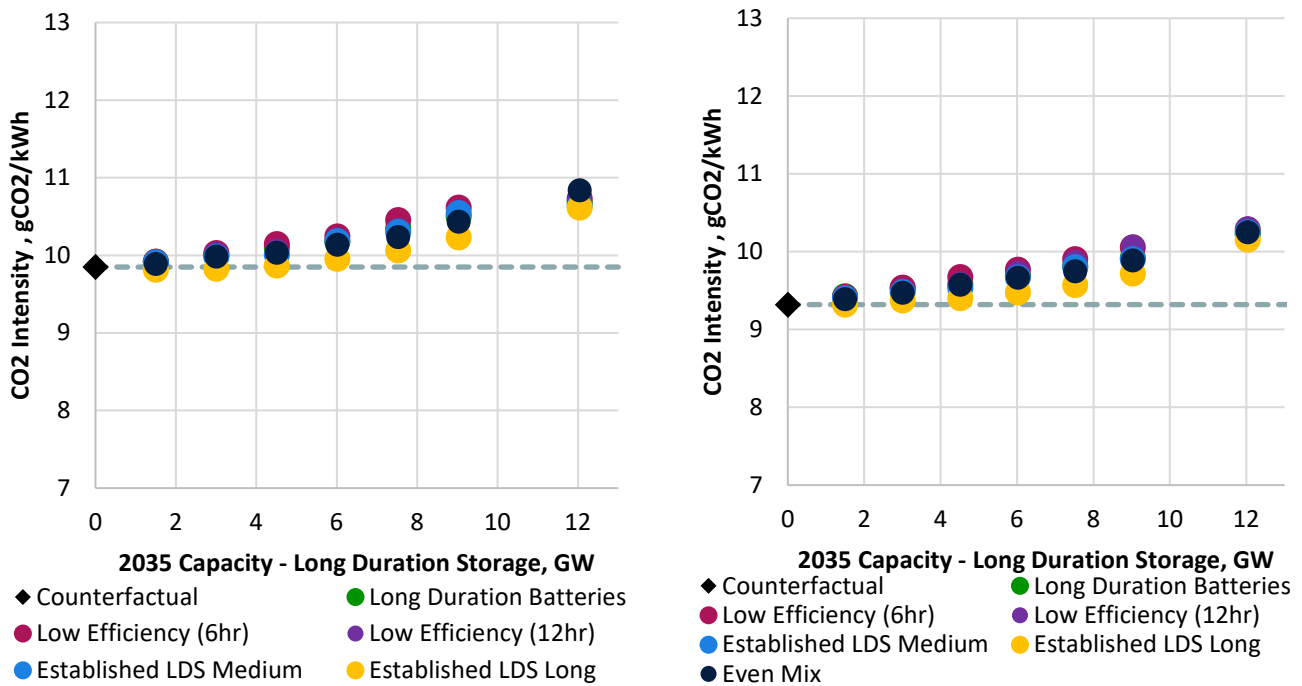 13
12
11
10
9
8
7
CO2 Intensity , gCO2/kWh
0 2 4 6 8 10 12
2035 Capacity - Long Duration Storage, GW
Counterfactual Long Duration Batteries
Low Efficiency (6hr) Low Efficiency (12hr)
Established LDS Medium Established LDS Long
13
12
11
10
9
8
7
CO2 Intensity , gCO2/kWh
0 2 4 6 8 10 12
2035 Capacity - Long Duration Storage, GW
Counterfactual Long Duration Batteries
Low Efficiency (6hr) Low Efficiency (12hr)
Established LDS Medium Established LDS Long
Even Mix